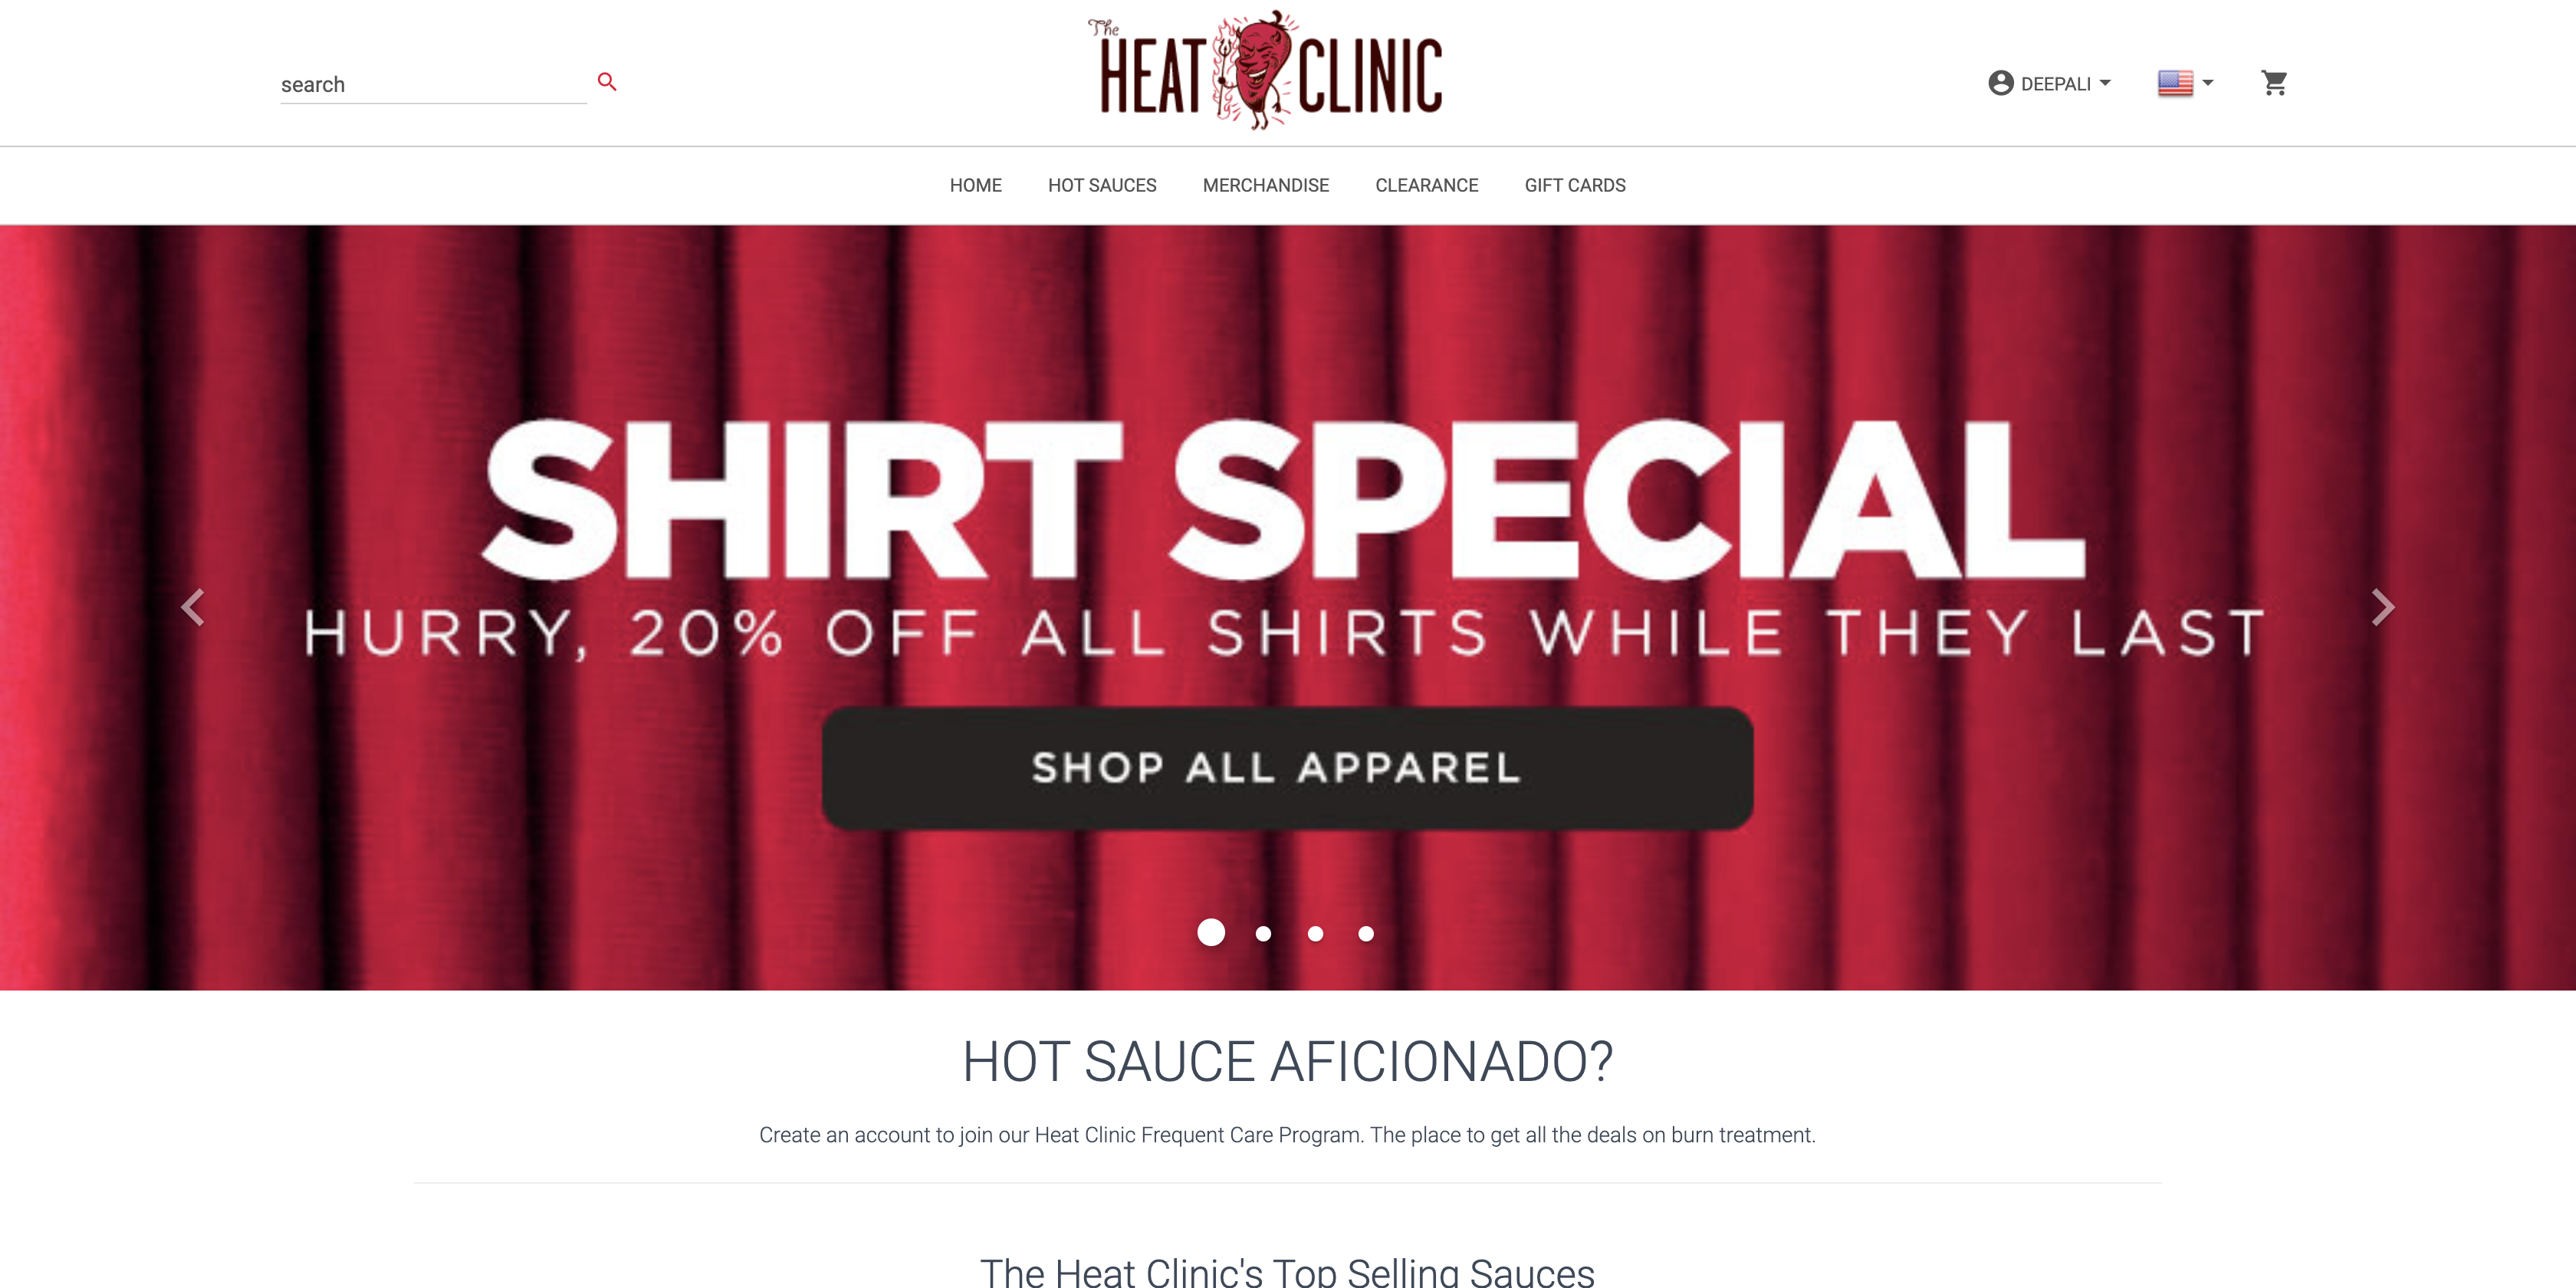 The
HEAT CLINIC
search
DEEPALI
HOME HOT SAUCES MERCHANDISE CLEARANCE GIFT CARDS
SHIRT SPECIAL
HURRY, 20% OFF ALL SHIRTS WHILE THEY LAST
SHOP ALL APPAREL
HOT SAUCE AFICIONADO?
Create an account to join our Heat Clinic Frequent Care Program. The place to get all the deals on burn treatment.
The Heat Clinic's Top Selling Sauces